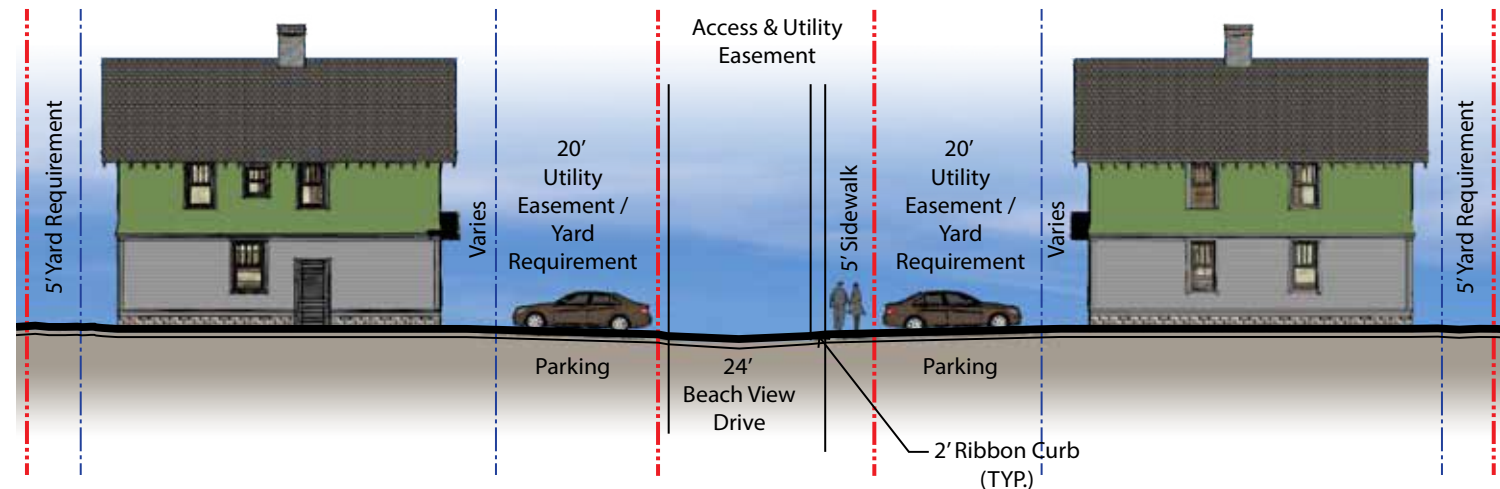 Access & Utility
Easement
5' Yard Requirement
20'
Utility
Easement /
Yard
Requirement
Varies
5' Sidewalk
20'
Utility
Easement /
Yard
Requirement
Varies
5' Yard Requirement
Parking
24'
Beach View
Drive
Parking
2' Ribbon Curb
(TYP.)